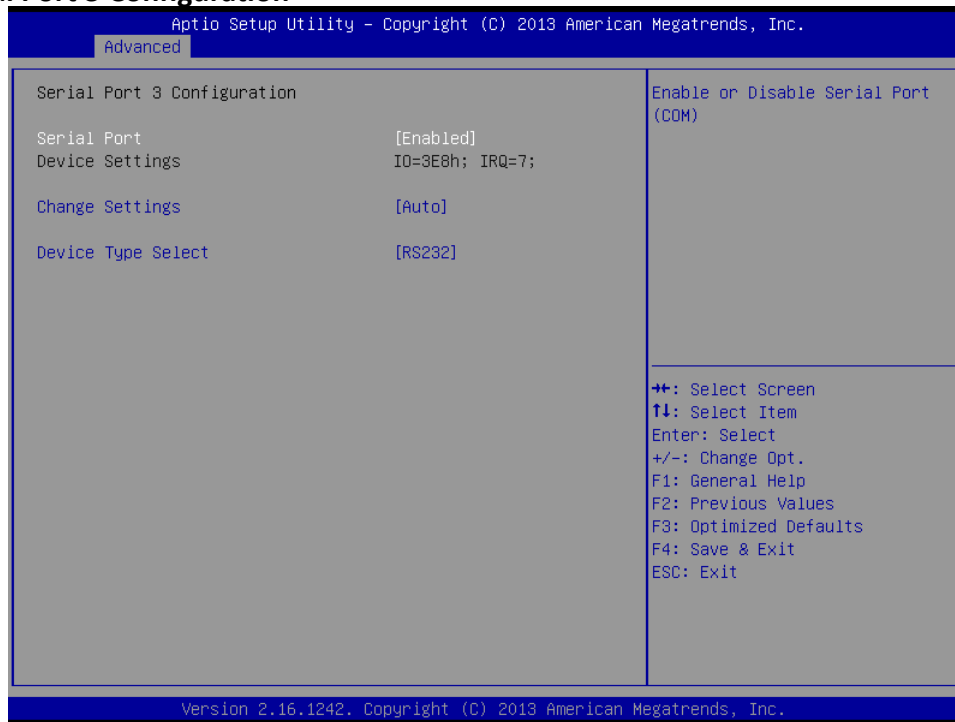 Port 3 Configuration
Aptio Setup Utility – Copyright (C) 2013 American Megatrends, Inc.
Advanced
Serial Port 3 Configuration
Serial Port [Enabled]
Device Settings IO=3E8h; IRQ=7;
Change Settings [Auto]
Device Type Select [RS232]
Enable or Disable Serial Port
(COM)
→←: Select Screen
↑↓: Select Item
Enter: Select
+/-: Change Opt.
F1: General Help
F2: Previous Values
F3: Optimized Defaults
F4: Save & Exit
ESC: Exit
Version 2.16.1242. Copyright (C) 2013 American Megatrends, Inc.